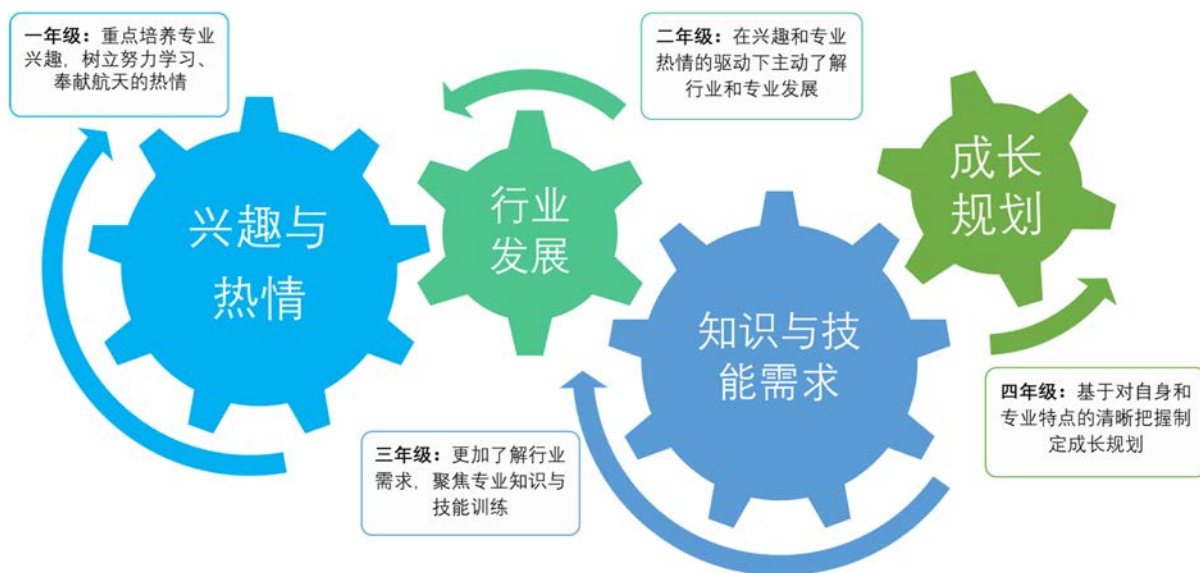 一年级：重点培养专业
兴趣，树立努力学习、
奉献航天的热情
兴趣与
热情
二年级：在兴趣和专业
热情的驱动下主动了解
行业和专业发展
行业
发展
三年级：更加了解行业
需求，聚焦专业知识与
技能训练
知识与技
能需求
成长
规划
四年级：基于对自身和
专业特点的清晰把握制
定成长规划